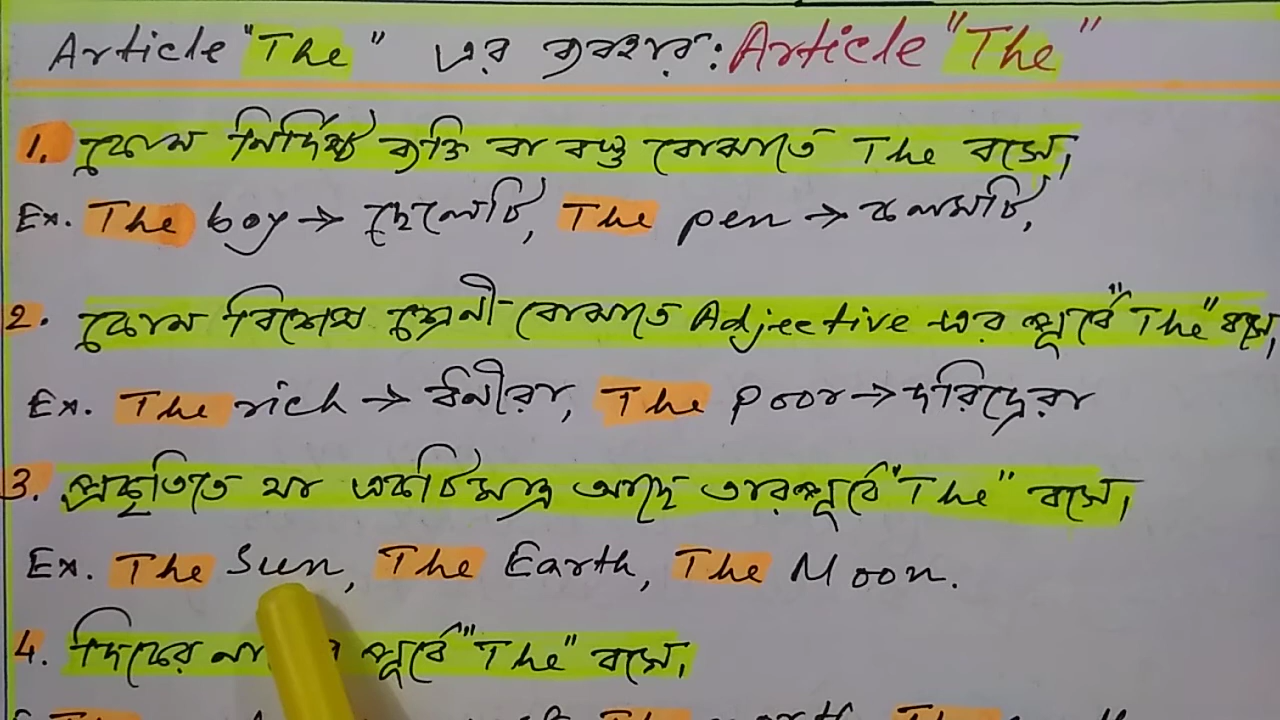 Article "The" এর ব্যবহার: Article "The"
1. কোন নির্দিষ্ট ব্যক্তি বা বস্তু বোঝাতে The বসে।
Ex. The boy → ছেলেটি, The pen → কলমটি,
2. কোন বিশেষ শ্রেনী বোঝাতে Adjective এর পূর্বে "The" বসে,
Ex. The rich → ধনীরা, The poor → দরিদ্রেরা
3. প্রকৃতিতে যা একটিমাত্র আছে তার পূর্বে "The" বসে।
Ex. The Sun, The Earth, The Moon.
4. দিকের পূর্বে "The" বসে।